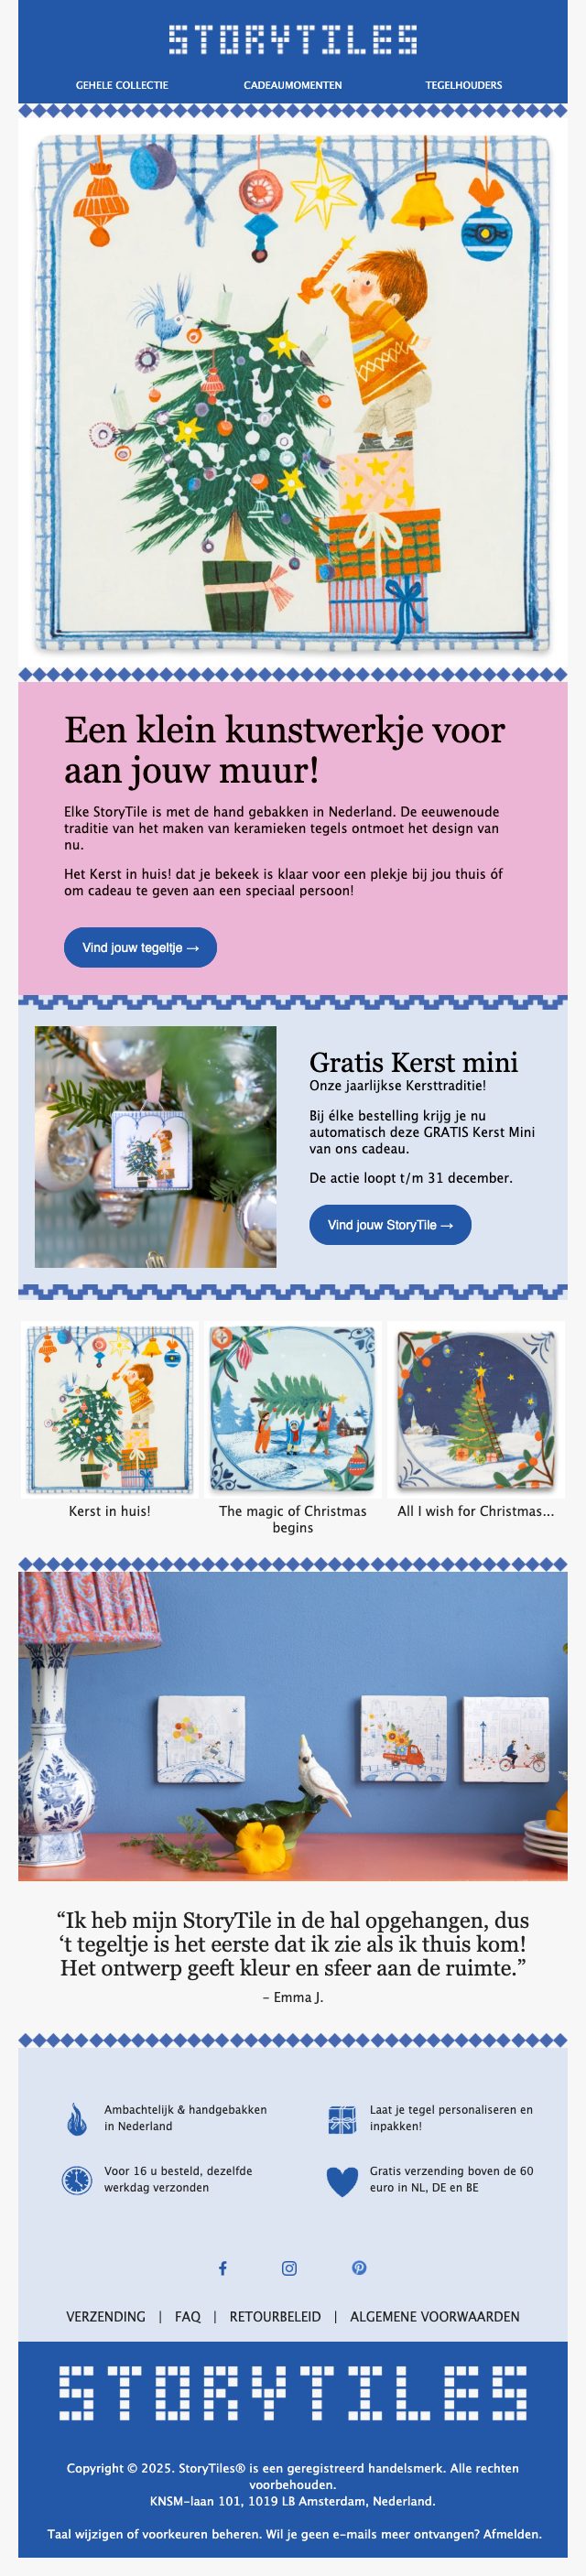 STORYTILES
GEHELE COLLECTIE CADEAUMOMENTEN TEGELHOUDERS
Een klein kunstwerkje voor
aan jouw muur!
Elke StoryTile is met de hand gebakken in Nederland. De eeuwenoude
traditie van het maken van keramieken tegels ontmoet het design van
nu.
Het Kerst in huis! dat je bekeek is klaar voor een plekje bij jou thuis óf
om cadeau te geven aan een speciaal persoon!
Vind jouw tegeltje →
Gratis Kerst mini
Onze jaarlijkse Kersttraditie!
Bij élke bestelling krijg je nu
automatisch deze GRATIS Kerst Mini
van ons cadeau.
De actie loopt t/m 31 december.
Vind jouw StoryTile →
Kerst in huis!
The magic of Christmas
begins
All I wish for Christmas...
“Ik heb mijn StoryTile in de hal opgehangen, dus
‘t tegeltje is het eerste dat ik zie als ik thuis kom!
Het ontwerp geeft kleur en sfeer aan de ruimte.”
– Emma J.
Ambachtelijk & handgebakken
in Nederland
Laat je tegel personaliseren en
inpakken!
Voor 16 u besteld, dezelfde
werkdag verzonden
Gratis verzending boven de 60
euro in NL, DE en BE
VERZENDING | FAQ | RETOURBELEID | ALGEMENE VOORWAARDEN
STORYTILES
Copyright © 2025. StoryTiles® is een geregistreerd handelsmerk. Alle rechten
voorbehouden.
KNSM-laan 101, 1019 LB Amsterdam, Nederland.
Taal wijzigen of voorkeuren beheren. Wil je geen e-mails meer ontvangen? Afmelden.